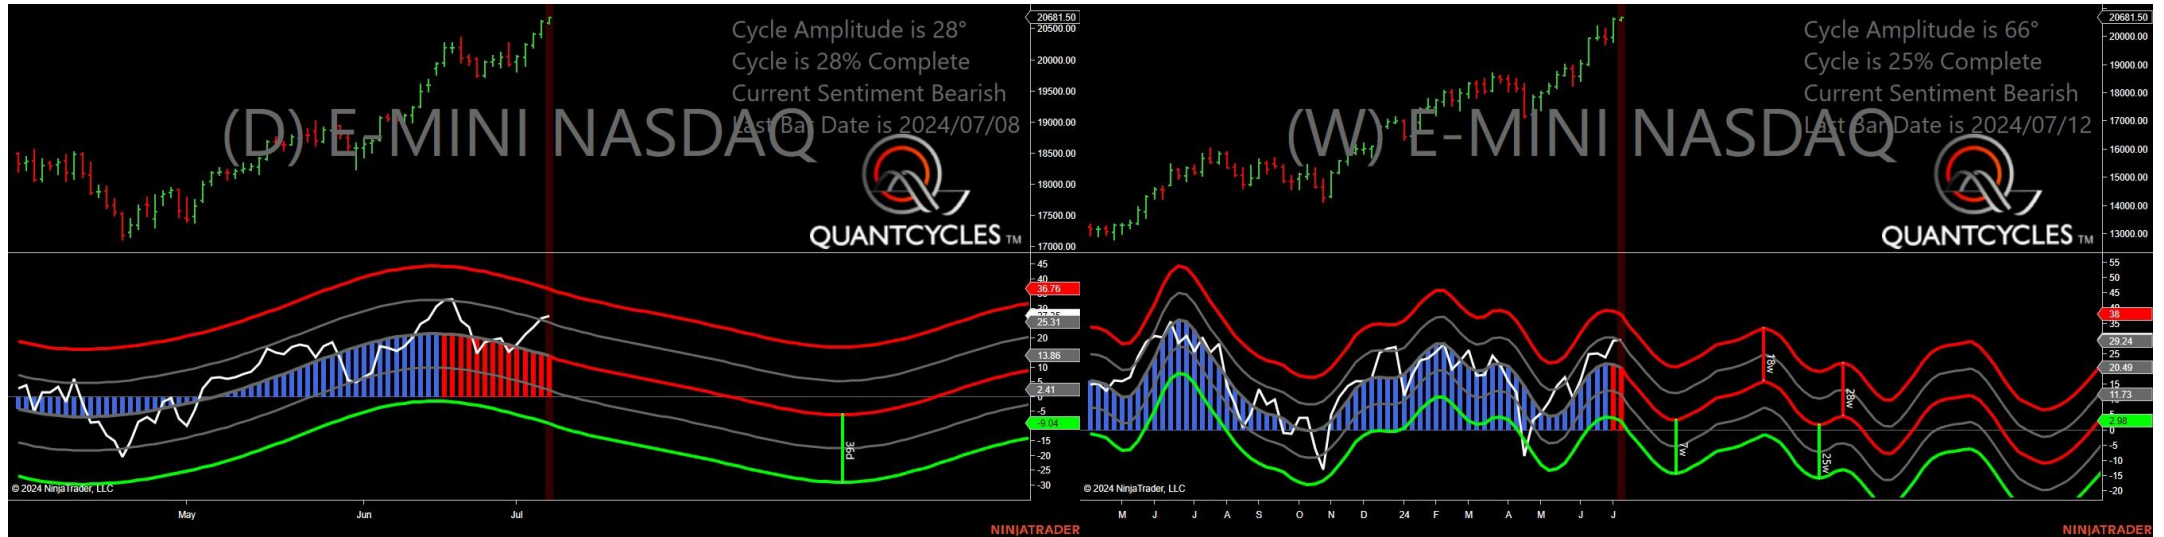 20681.50
20500.00
20000.00
19500.00
19000.00
18500.00
18000.00
17500.00
17000.00
Cycle Amplitude is 28°
Cycle is 28% Complete
Current Sentiment Bearish
Last Bar Date is 2024/07/08
(D) E-MINI NASDAQ
QUANTCYCLES TM
45
40
36.76
25.31
20
13.86
10
5
2.41
0
-5
-9.04
-15
-20
-25
-30
36d
© 2024 NinjaTrader, LLC
May Jun Jul
NINJATRADER
20681.50
20000.00
19000.00
18000.00
17000.00
16000.00
15000.00
14000.00
13000.00
Cycle Amplitude is 66°
Cycle is 25% Complete
Current Sentiment Bearish
Last Bar Date is 2024/07/12
(W) E-MINI NASDAQ
QUANTCYCLES TM
55
50
45
40
38
35
29.24
25
20.49
15
11.73
2.98
0
-5
-10
-15
-20
18w
28w
7w
25w
© 2024 NinjaTrader, LLC
M J J A S O N D 24 F M A M J J
NINJATRADER